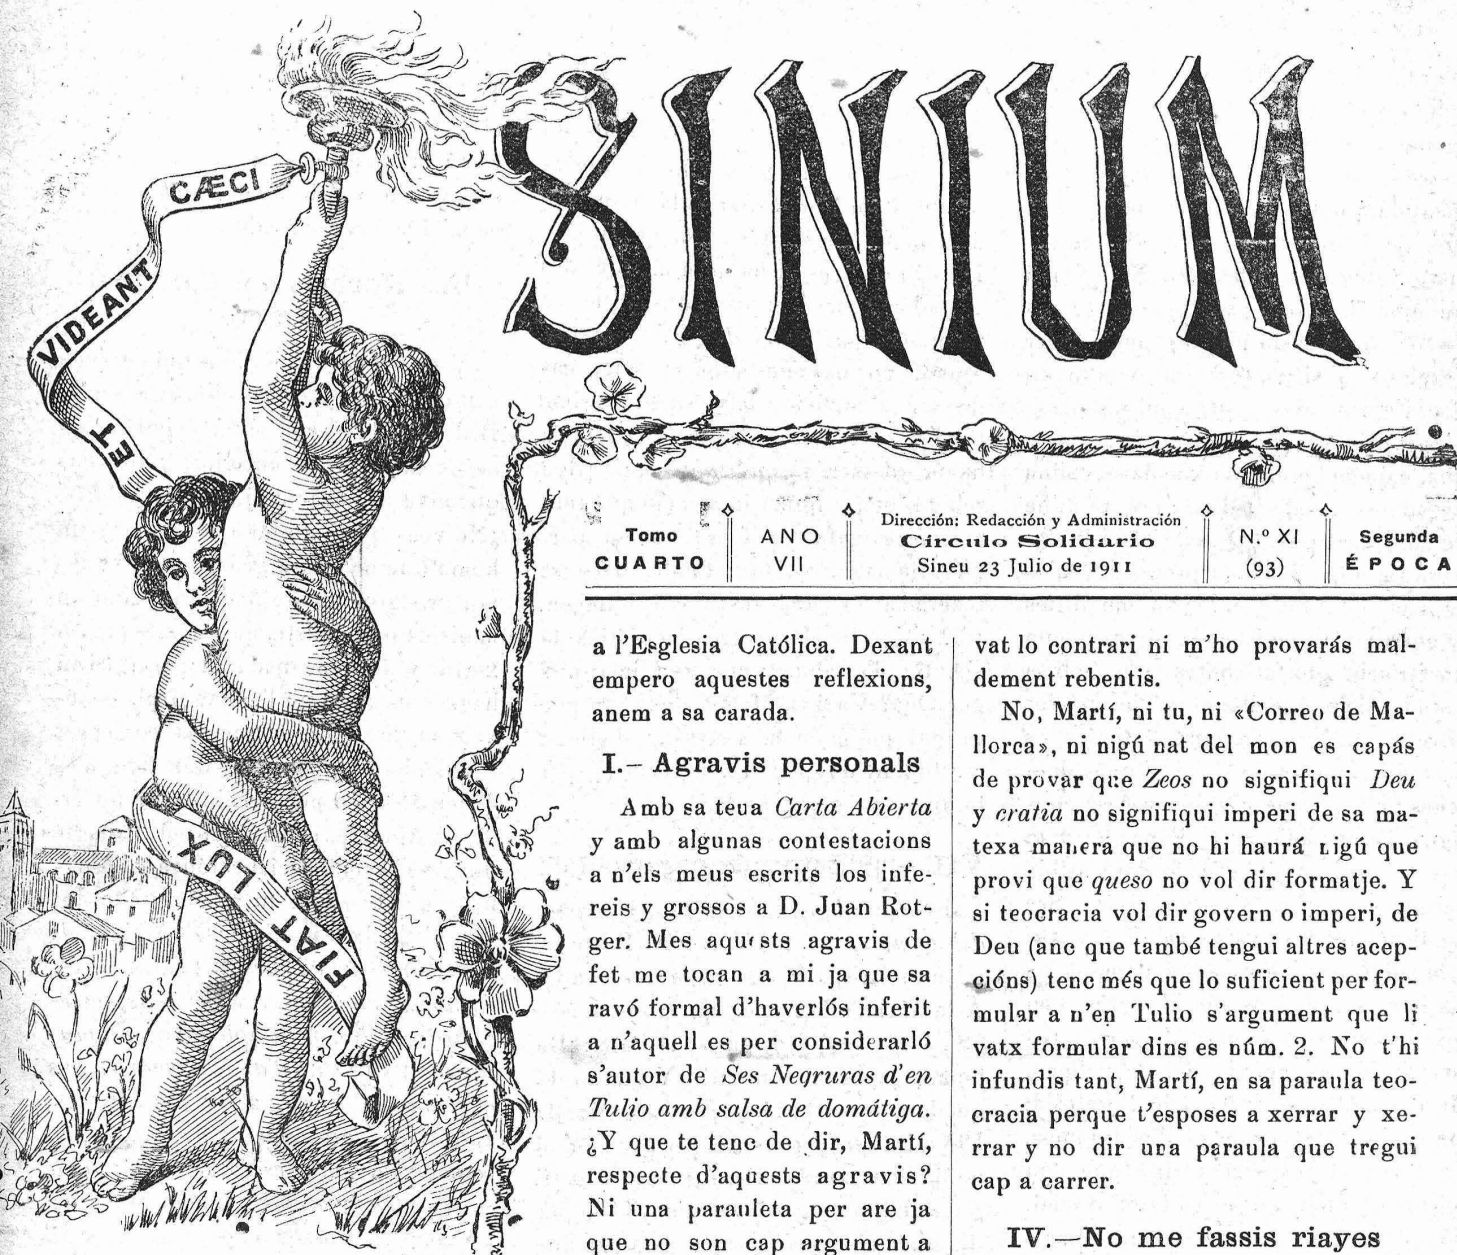 SINIUM
FIAT LUX
ET VIDEANT CÆCI
Tomo
CUARTO
ANO
VII
Dirección: Redacción y Administración
Circulo Solidario
Sineu 23 Julio de 1911
N.º XI
(93)
Segunda
ÉPOCA
a l'Esglesia Católica. Dexant
empero aquestes reflexions,
anem a sa carada.
I.— Agravis personals
Amb sa teua Carta Abierta
y amb algunas contestacions
a n'els meus escrits los infe-
reis y grossos a D. Juan Rot-
ger. Mes aquests agravis de
fet me tocan a mi ja que sa
ravó formal d'haverlós inferit
a n'aquell es per considerarló
s'autor de Ses Negruras d'en
Tulio amb salsa de domátiga.
¿Y que te tenc de dir, Martí,
respecte d'aquests agravis?
Ni una parauleta per are ja
que no son cap argument a
vat lo contrari ni m'ho provarás mal-
dement rebentis.
No, Martí, ni tu, ni «Correo de Ma-
llorca», ni nigú nat del mon es capás
de provar que Zeos no signifiqui Deu
y cratia no signifiqui imperi de sa ma-
texa manera que no hi haurá nigú que
provi que queso no vol dir formatje. Y
si teocracia vol dir govern o imperi, de
Deu (anc que també tengui altres acep-
cións) tenc més que lo suficient per for-
mular a n'en Tulio s'argument que li
vatx formular dins es núm. 2. No t'hi
infundis tant, Martí, en sa paraula teo-
cracia perque t'esposes a xerrar y xe-
rrar y no dir una paraula que tregui
cap a carrer.
IV.—No me fassis riayes